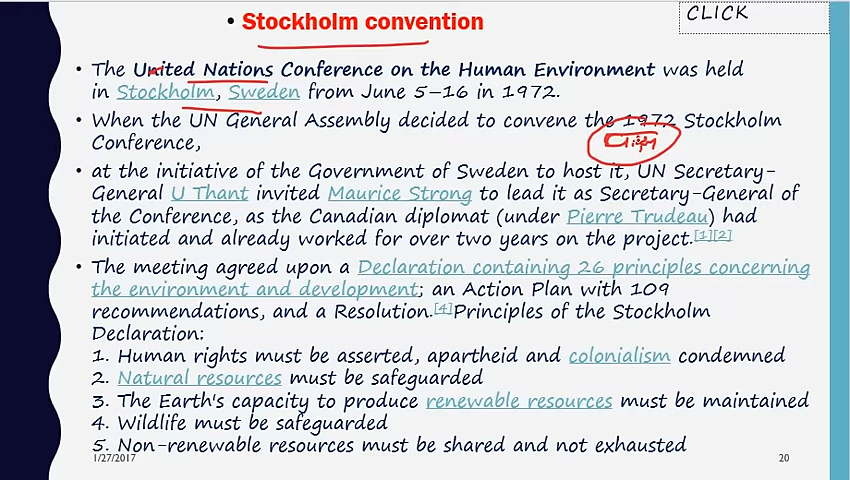 CLICK
• Stockholm convention
• The United Nations Conference on the Human Environment was held
in Stockholm, Sweden from June 5–16 in 1972.
• When the UN General Assembly decided to convene the 1972 Stockholm
Conference,
• at the initiative of the Government of Sweden to host it, UN Secretary-
General U Thant invited Maurice Strong to lead it as Secretary-General of
the Conference, as the Canadian diplomat (under Pierre Trudeau) had
initiated and already worked for over two years on the project.[1][2]
• The meeting agreed upon a Declaration containing 26 principles concerning
the environment and development; an Action Plan with 109
recommendations, and a Resolution.[4]Principles of the Stockholm
Declaration:
1. Human rights must be asserted, apartheid and colonialism condemned
2. Natural resources must be safeguarded
3. The Earth's capacity to produce renewable resources must be maintained
4. Wildlife must be safeguarded
5. Non-renewable resources must be shared and not exhausted
1/27/2017
20